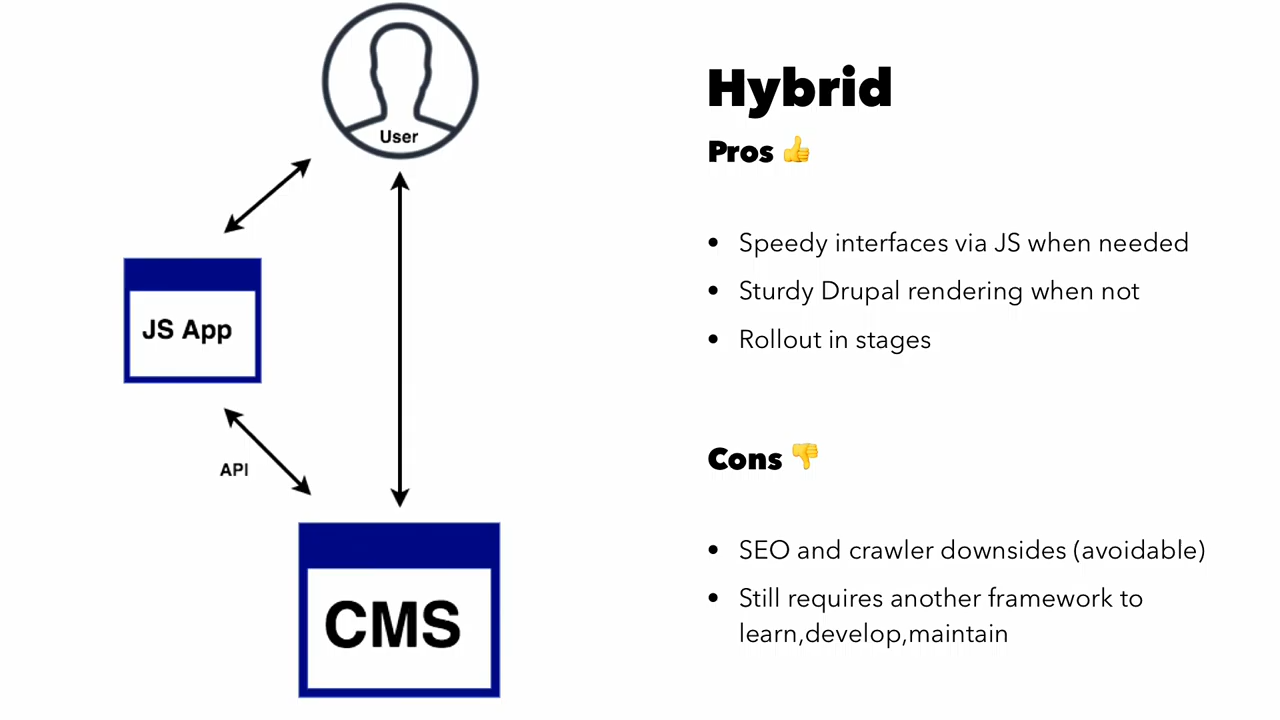 User
JS App
API
CMS
Hybrid
Pros 👍
• Speedy interfaces via JS when needed
• Sturdy Drupal rendering when not
• Rollout in stages
Cons 👎
• SEO and crawler downsides (avoidable)
• Still requires another framework to
learn,develop,maintain